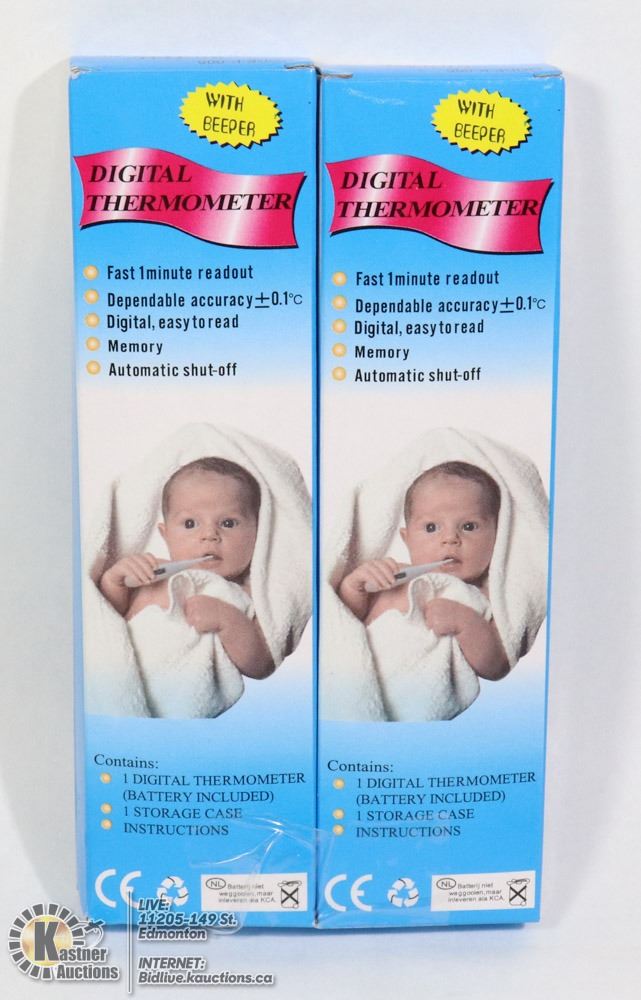 WITH
BEEPER
DIGITAL
THERMOMETER
Fast 1minute readout
Dependable accuracy±0.1°C
Digital, easy to read
Memory
Automatic shut-off
Contains:
1 DIGITAL THERMOMETER
(BATTERY INCLUDED)
1 STORAGE CASE
INSTRUCTIONS
CE
NL
Batterij niet
weggooien, maar
inleveren als KCA.
WITH
BEEPER
DIGITAL
THERMOMETER
Fast 1minute readout
Dependable accuracy±0.1°C
Digital, easy to read
Memory
Automatic shut-off
Contains:
1 DIGITAL THERMOMETER
(BATTERY INCLUDED)
1 STORAGE CASE
INSTRUCTIONS
CE
NL
Batterij niet
weggooien, maar
inleveren als KCA.
Kastner
Auctions
LIVE:
11205-149 St.
Edmonton
INTERNET:
Bidlive.kauctions.ca